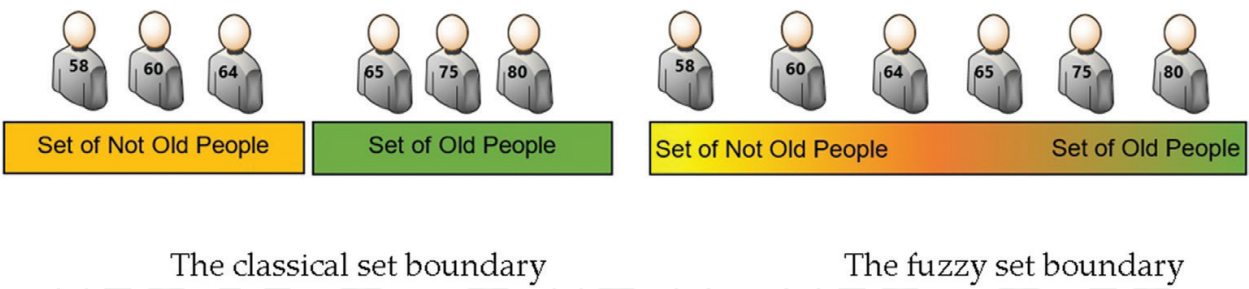 58 60 64 65 75 80
58 60 64 65 75 80
Set of Not Old People
Set of Old People
Set of Not Old People
Set of Old People
The classical set boundary
The fuzzy set boundary